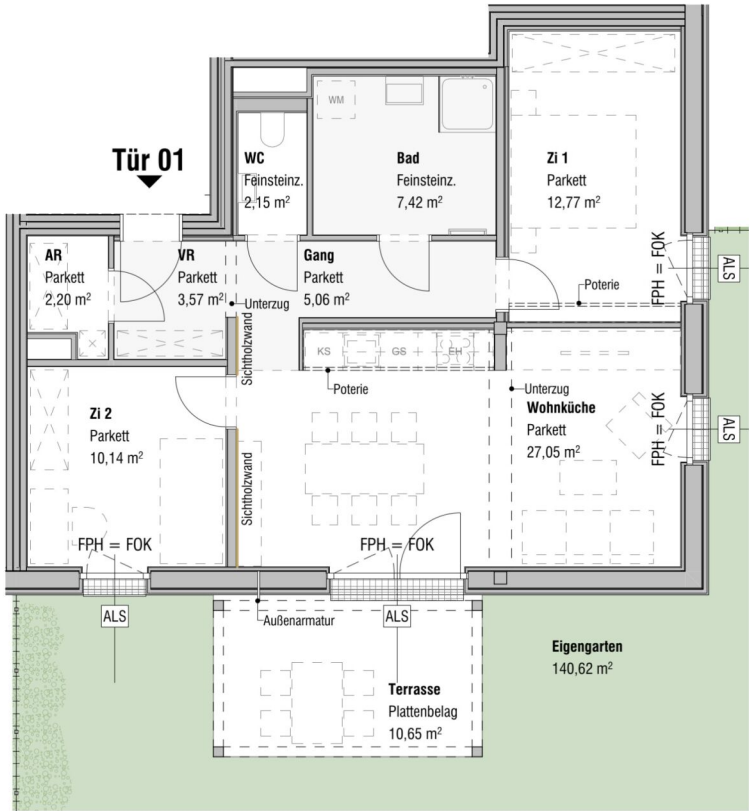 Tür 01
WC
Feinsteinz.
2,15 m²
WM
Bad
Feinsteinz.
7,42 m²
Zi 1
Parkett
12,77 m²
FPH = FOK
ALS
AR
Parkett
2,20 m²
VR
Parkett
3,57 m²
Gang
Parkett
5,06 m²
Unterzug
Poterie
Sichtholzwand
KS
GS
EH
Poterie
Unterzug
Zi 2
Parkett
10,14 m²
Wohnküche
Parkett
27,05 m²
FPH = FOK
ALS
Sichtholzwand
FPH = FOK
FPH = FOK
ALS
Außenarmatur
ALS
Eigengarten
140,62 m²
Terrasse
Plattenbelag
10,65 m²